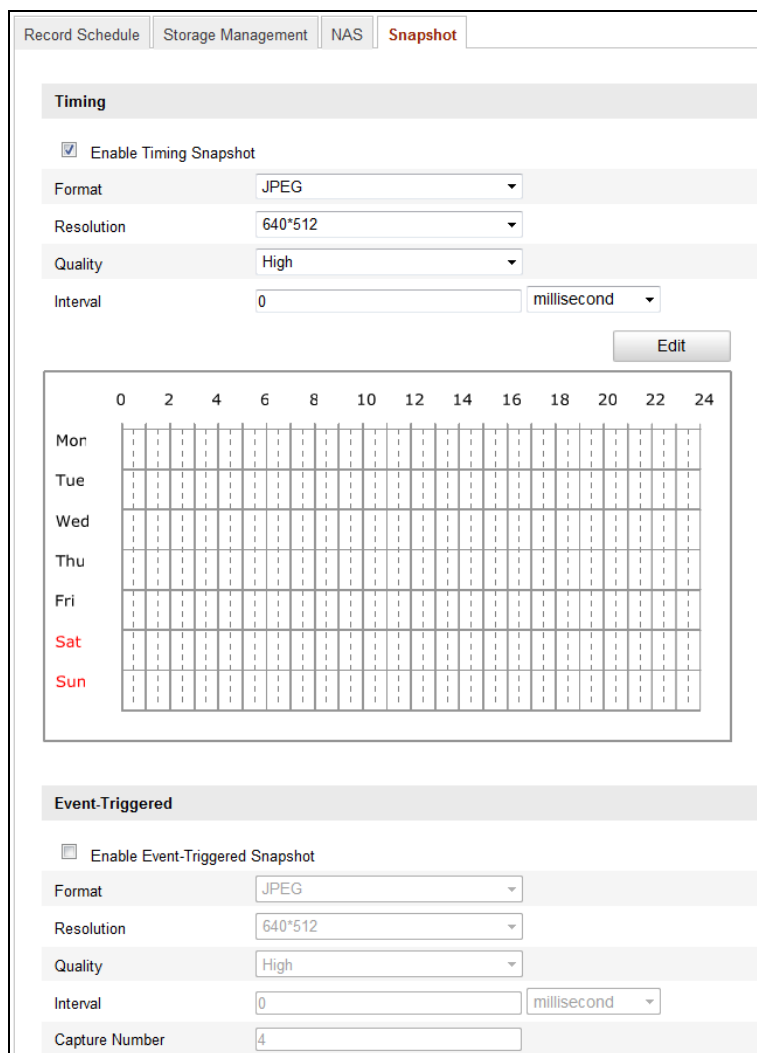 Record Schedule Storage Management NAS Snapshot
Timing
Enable Timing Snapshot
Format JPEG
Resolution 640*512
Quality High
Interval 0 millisecond
Edit
0 2 4 6 8 10 12 14 16 18 20 22 24
Mon
Tue
Wed
Thu
Fri
Sat
Sun
Event-Triggered
Enable Event-Triggered Snapshot
Format JPEG
Resolution 640*512
Quality High
Interval 0 millisecond
Capture Number 4